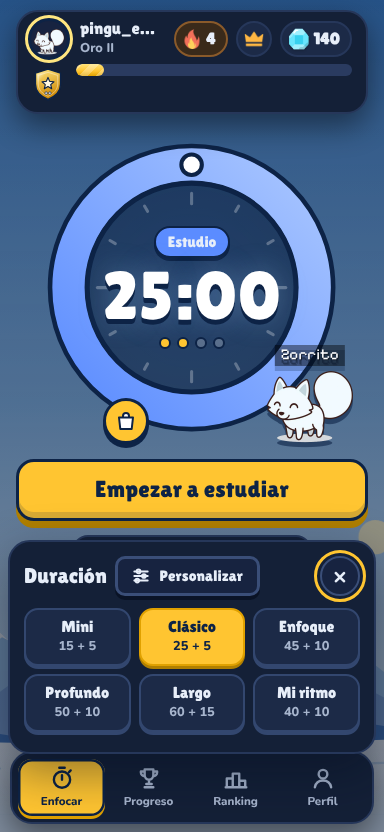 pingu_e...
Oro II
4
140
Estudio
25:00
Zorrito
Empezar a estudiar
Duración
Personalizar
Mini
15 + 5
Clásico
25 + 5
Enfoque
45 + 10
Profundo
50 + 10
Largo
60 + 15
Mi ritmo
40 + 10
Enfocar
Progreso
Ranking
Perfil